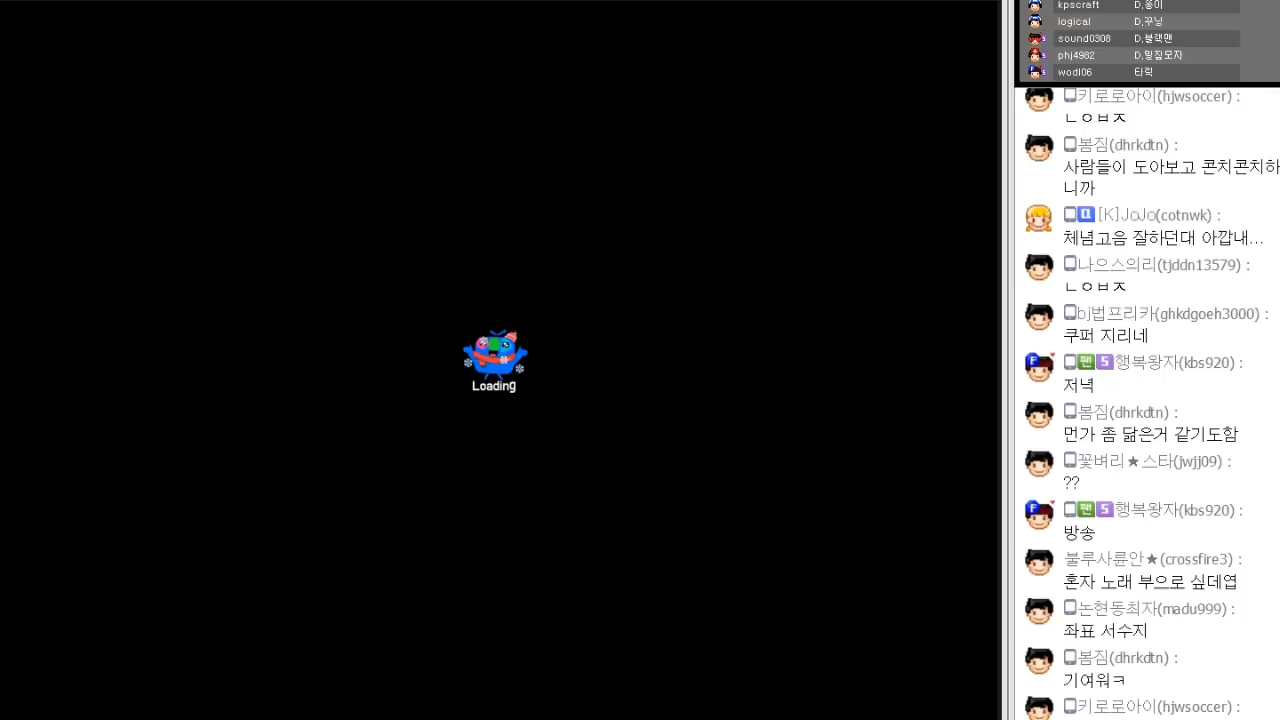 kpscraft D,쫑이
logical D,꾸닝
sound0308 D,블랙맨
phj4982 D,밀짚모자
wodl06 타락
키로로아이(hjwsoccer) :
ㄴㅇㅂㅈ
봄짐(dhrkdtn) :
사람들이 도아보고 콘치콘치하
니까
[K]JoJo(cotnwk) :
체념고음 잘하던대 아깝내...
나으스의리(tjddn13579) :
ㄴㅇㅂㅈ
bj법프리카(ghkdgoeh3000) :
쿠퍼 지리네
팬 S 행복왕자(kbs920) :
저녁
봄짐(dhrkdtn) :
먼가 좀 닮은거 같기도함
꽃벼리★스타(jwjj09) :
??
팬 S 행복왕자(kbs920) :
방송
불루사륜안★(crossfire3) :
혼자 노래 부으로 싶데엽
논현동최자(madu999) :
좌표 서수지
봄짐(dhrkdtn) :
기여워ㅋ
키로로아이(hjwsoccer) :
Loading